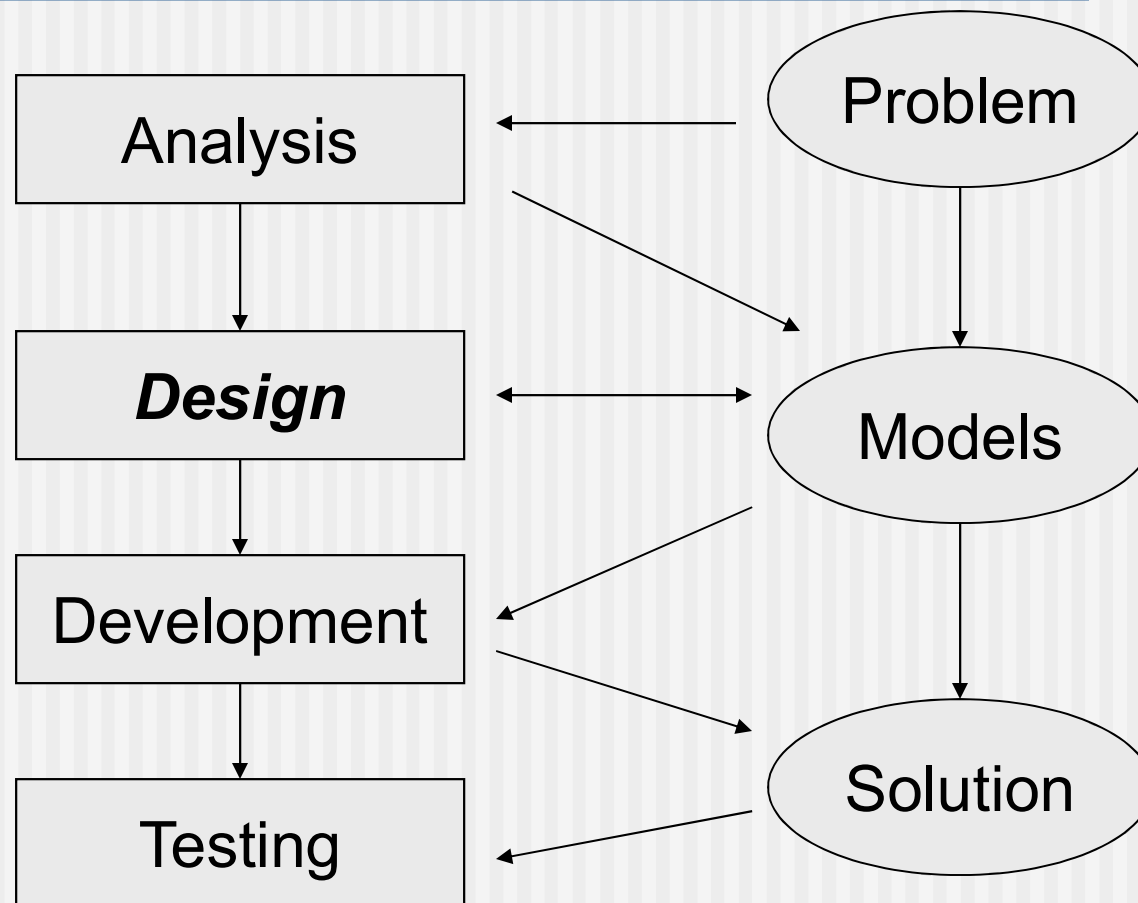 Problem
Analysis
Design
Models
Development
Solution
Testing